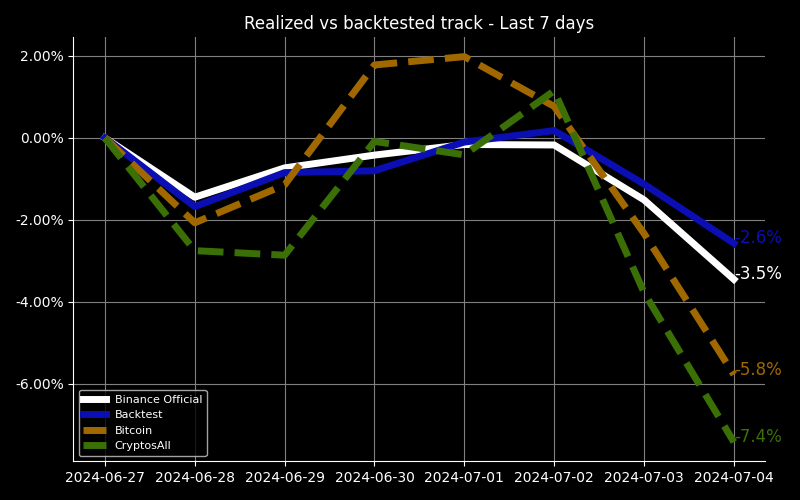 Realized vs backtested track - Last 7 days
2.00%
0.00%
-2.00%
-4.00%
-6.00%
-2.6%
-3.5%
-5.8%
-7.4%
Binance Official
Backtest
Bitcoin
CryptosAll
2024-06-27 2024-06-28 2024-06-29 2024-06-30 2024-07-01 2024-07-02 2024-07-03 2024-07-04